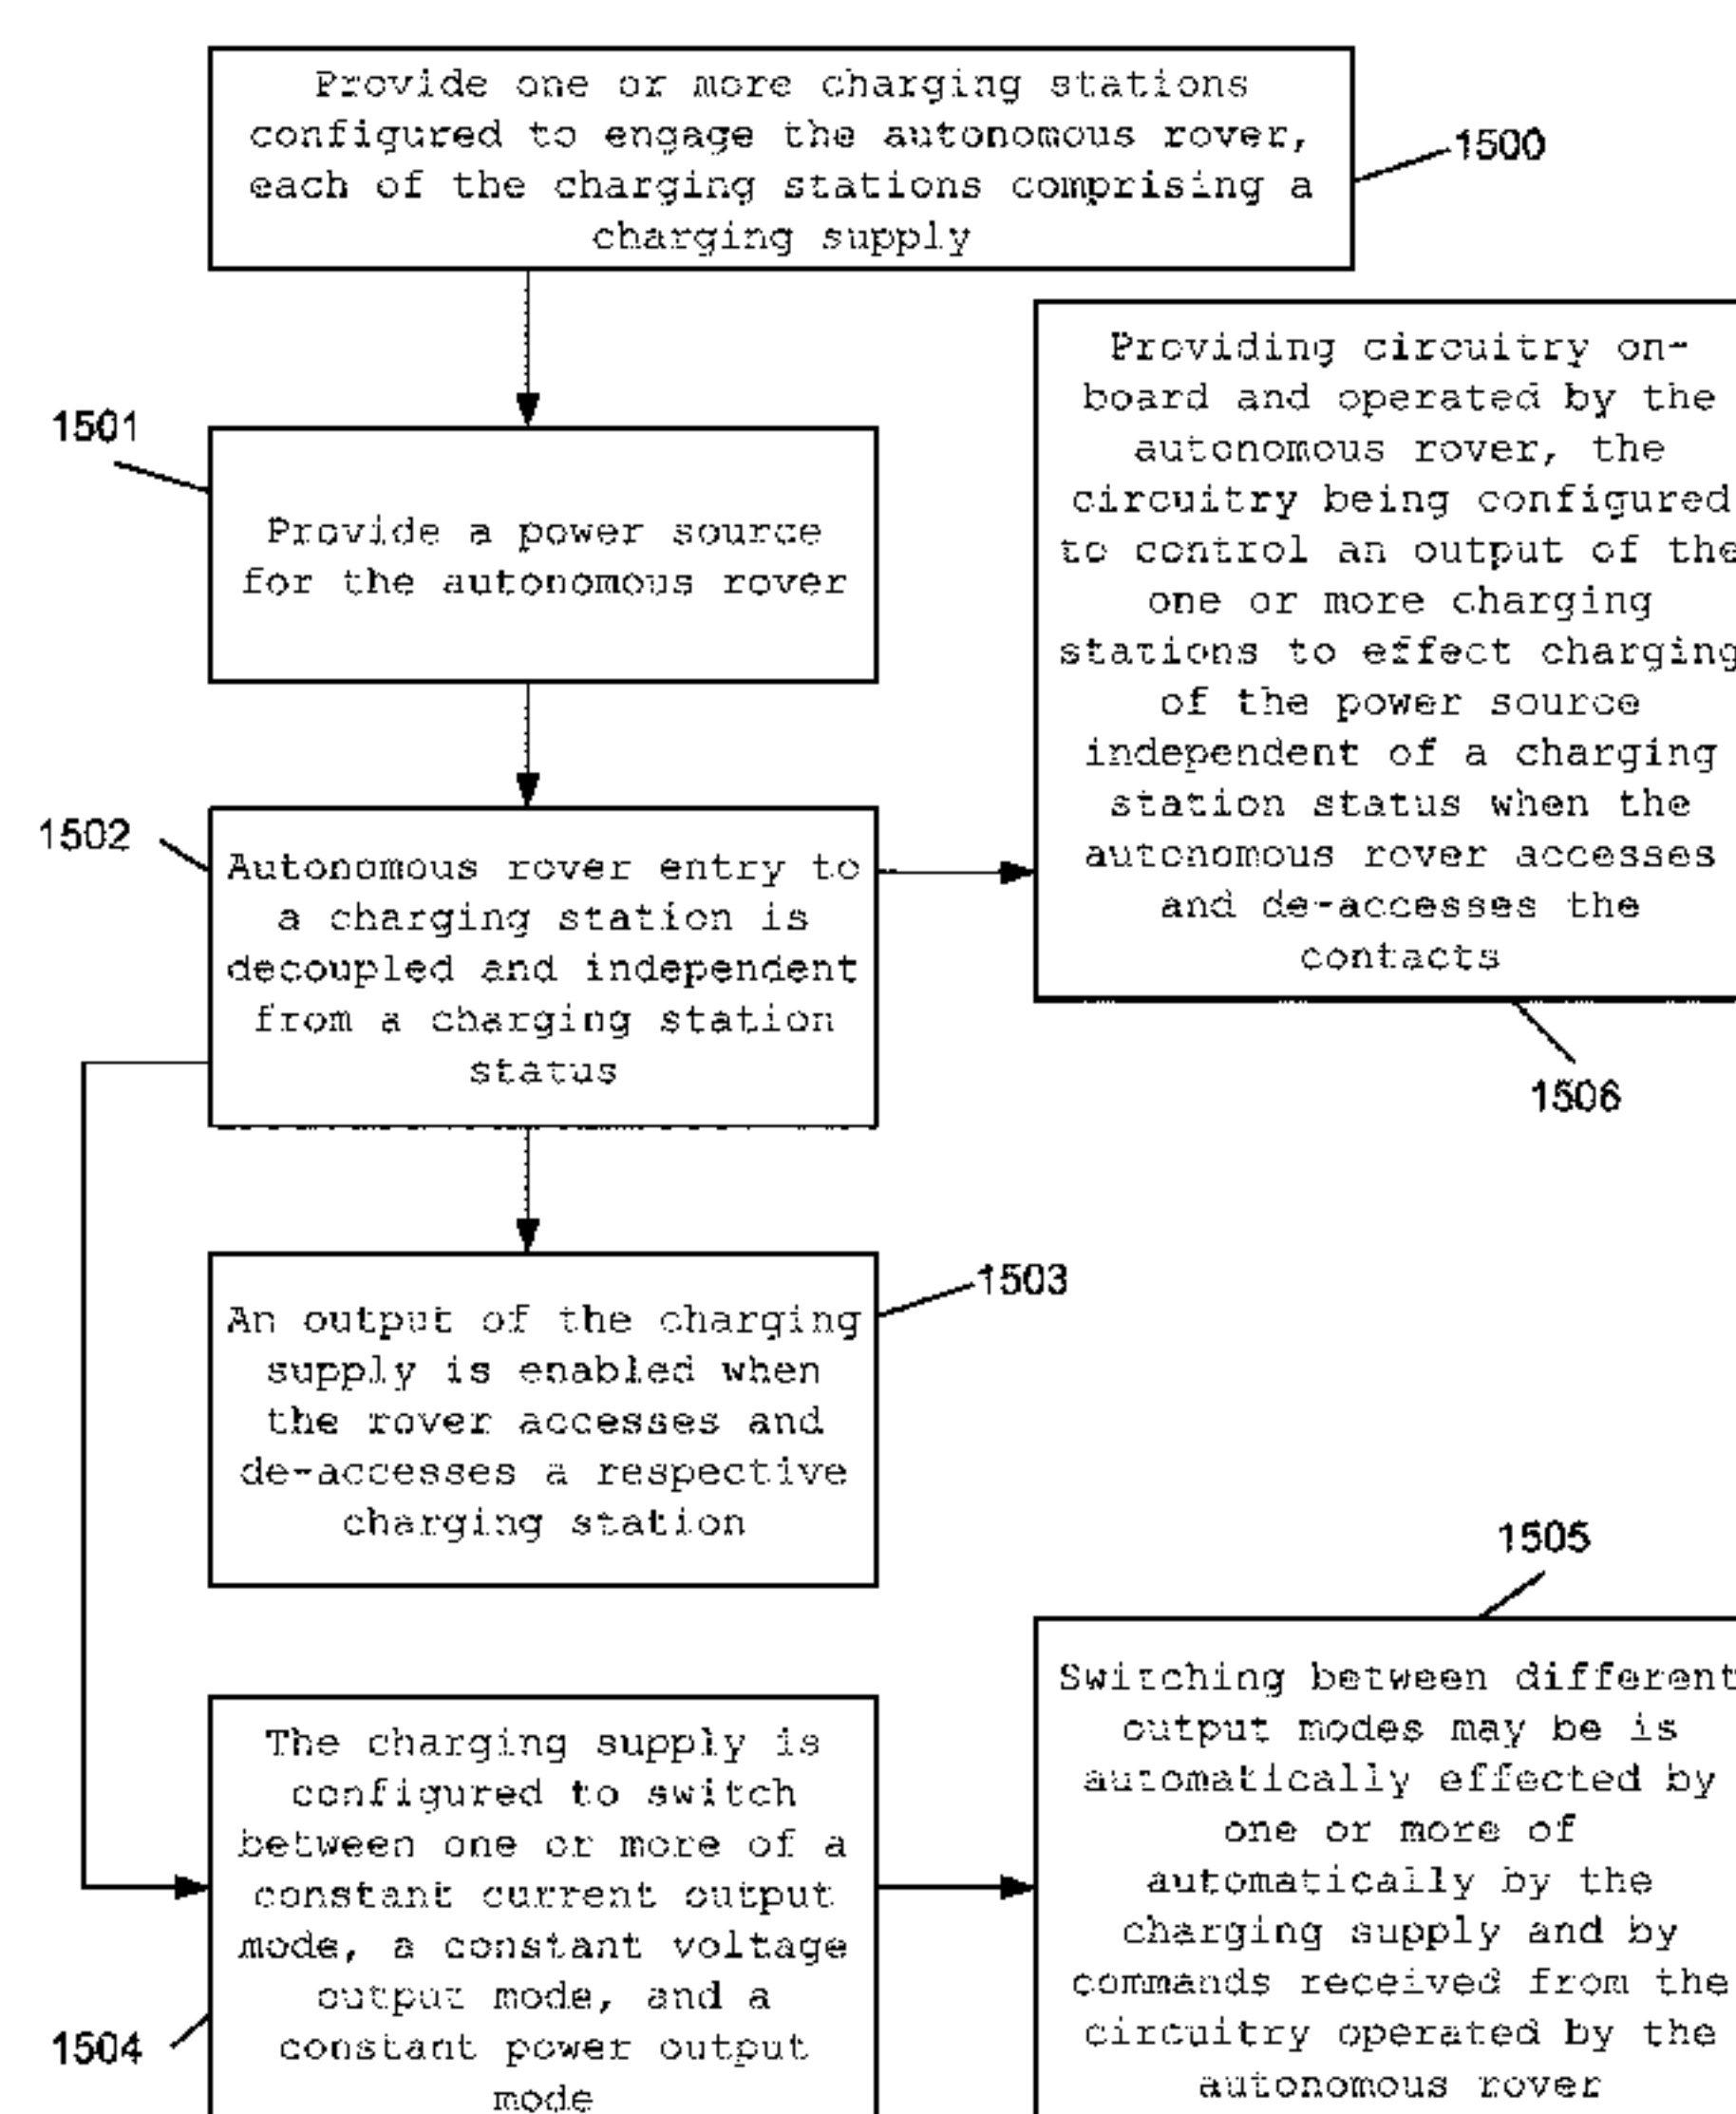 Provide one or more charging stations
configured to engage the autonomous rover,
each of the charging stations comprising a
charging supply
1500
1501
Provide a power source
for the autonomous rover
1502
Autonomous rover entry to
a charging station is
decoupled and independent
from a charging station
status
Providing circuitry on-
board and operated by the
autonomous rover, the
circuitry being configured
to control an output of the
one or more charging
stations to effect charging
of the power source
independent of a charging
station status when the
autonomous rover accesses
and de-accesses the
contacts
1506
An output of the charging
supply is enabled when
the rover accesses and
de-accesses a respective
charging station
1503
The charging supply is
configured to switch
between one or more of a
constant current output
mode, a constant voltage
output mode, and a
constant power output
mode
1504
1505
Switching between different
output modes may be is
automatically effected by
one or more of
automatically by the
charging supply and by
commands received from the
circuitry operated by the
autonomous rover